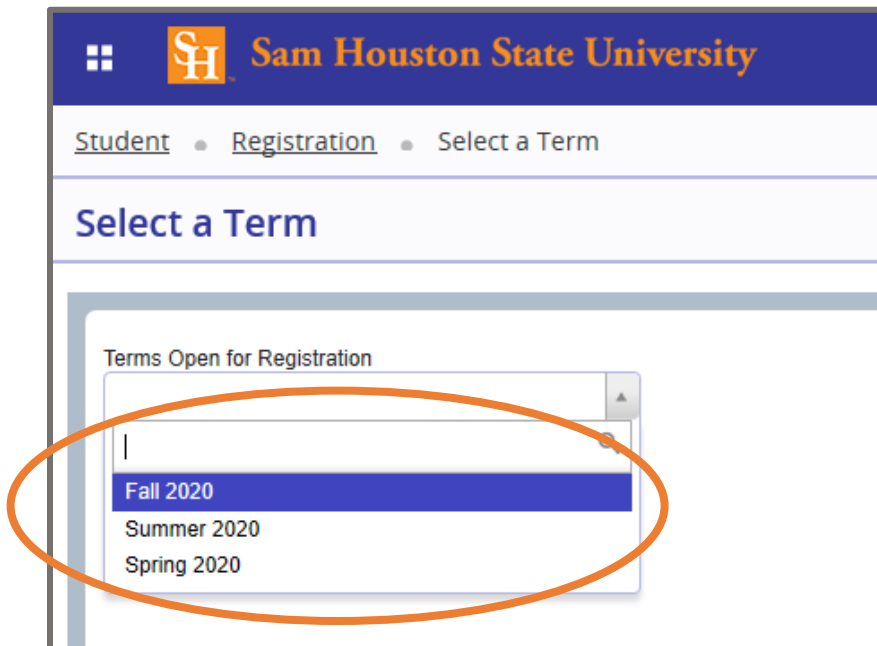 SH Sam Houston State University
Student Registration Select a Term
Select a Term
Terms Open for Registration
Fall 2020
Summer 2020
Spring 2020